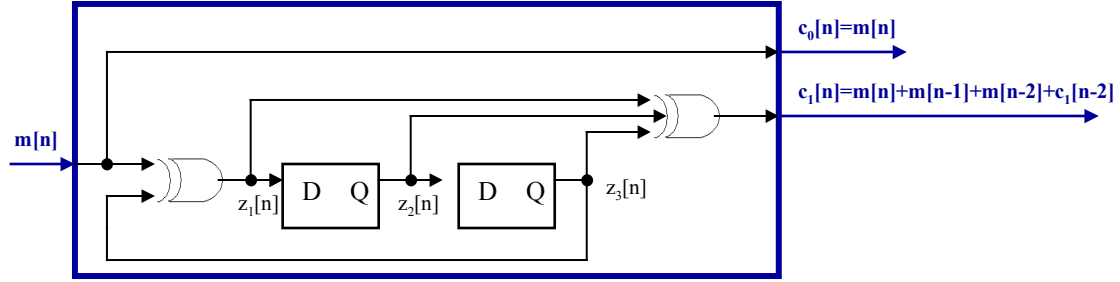 c₀[n]=m[n]
c₁[n]=m[n]+m[n-1]+m[n-2]+c₁[n-2]
m[n]
D Q
D Q
z₁[n]
z₂[n]
z₃[n]